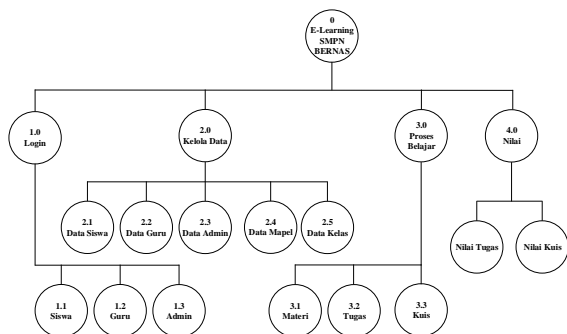 0
E-Learning
SMPN
BERNAS
1.0
Login
2.0
Kelola Data
3.0
Proses
Belajar
4.0
Nilai
2.1
Data Siswa
2.2
Data Guru
2.3
Data Admin
2.4
Data Mapel
2.5
Data Kelas
Nilai Tugas
Nilai Kuis
1.1
Siswa
1.2
Guru
1.3
Admin
3.1
Materi
3.2
Tugas
3.3
Kuis